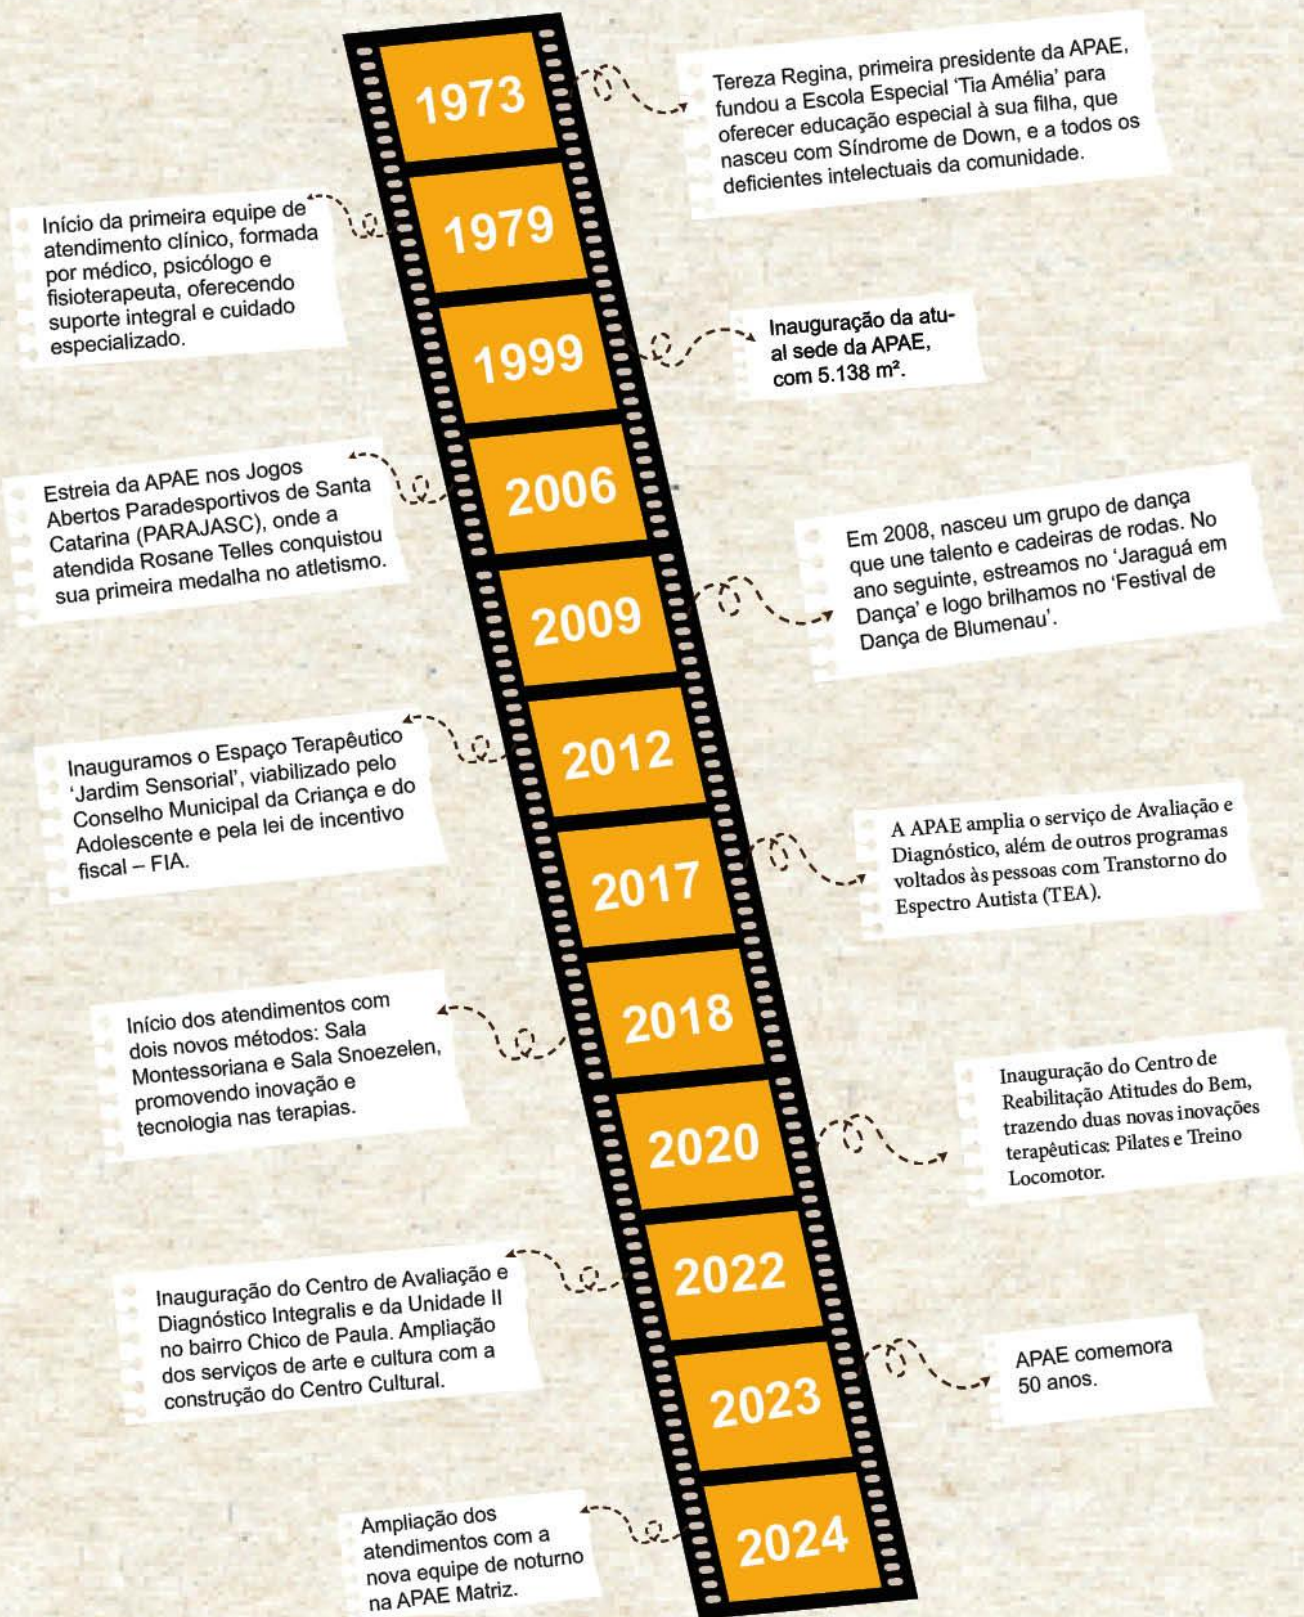 1973
Tereza Regina, primeira presidente da APAE,
fundou a Escola Especial ‘Tia Amélia’ para
oferecer educação especial à sua filha, que
nasceu com Síndrome de Down, e a todos os
deficientes intelectuais da comunidade.
1979
Início da primeira equipe de
atendimento clínico, formada
por médico, psicólogo e
fisioterapeuta, oferecendo
suporte integral e cuidado
especializado.
1999
Inauguração da atu-
al sede da APAE,
com 5.138 m².
2006
Estreia da APAE nos Jogos
Abertos Paradesportivos de Santa
Catarina (PARAJASC), onde a
atendida Rosane Telles conquistou
sua primeira medalha no atletismo.
2009
Em 2008, nasceu um grupo de dança
que une talento e cadeiras de rodas. No
ano seguinte, estreamos no ‘Jaraguá em
Dança’ e logo brilhamos no ‘Festival de
Dança de Blumenau’.
2012
Inauguramos o Espaço Terapêutico
‘Jardim Sensorial’, viabilizado pelo
Conselho Municipal da Criança e do
Adolescente e pela lei de incentivo
fiscal – FIA.
2017
A APAE amplia o serviço de Avaliação e
Diagnóstico, além de outros programas
voltados às pessoas com Transtorno do
Espectro Autista (TEA).
2018
Início dos atendimentos com
dois novos métodos: Sala
Montessoriana e Sala Snoezelen,
promovendo inovação e
tecnologia nas terapias.
2020
Inauguração do Centro de
Reabilitação Atitudes do Bem,
trazendo duas novas inovações
terapêuticas: Pilates e Treino
Locomotor.
2022
Inauguração do Centro de Avaliação e
Diagnóstico Integralis e da Unidade II
no bairro Chico de Paula. Ampliação
dos serviços de arte e cultura com a
construção do Centro Cultural.
2023
APAE comemora
50 anos.
2024
Ampliação dos
atendimentos com a
nova equipe de noturno
na APAE Matriz.